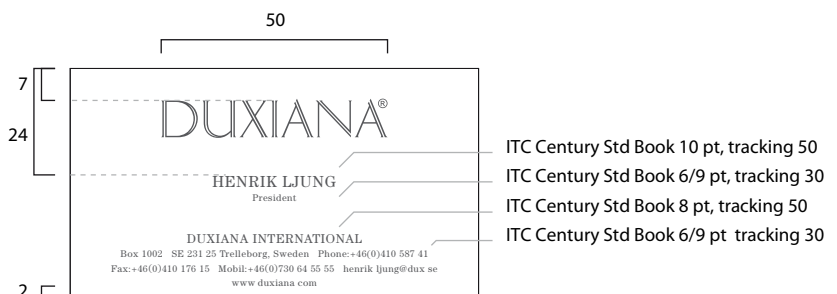 50
7
24
DUXIANA®
ITC Century Std Book 10 pt, tracking 50
HENRIK LJUNG
ITC Century Std Book 6/9 pt, tracking 30
President
ITC Century Std Book 8 pt, tracking 50
DUXIANA INTERNATIONAL
ITC Century Std Book 6/9 pt tracking 30
Box 1002 SE 231 25 Trelleborg, Sweden Phone:+46(0)410 587 41
Fax:+46(0)410 176 15 Mobil:+46(0)730 64 55 55 henrik ljung@dux se
www duxiana com
2